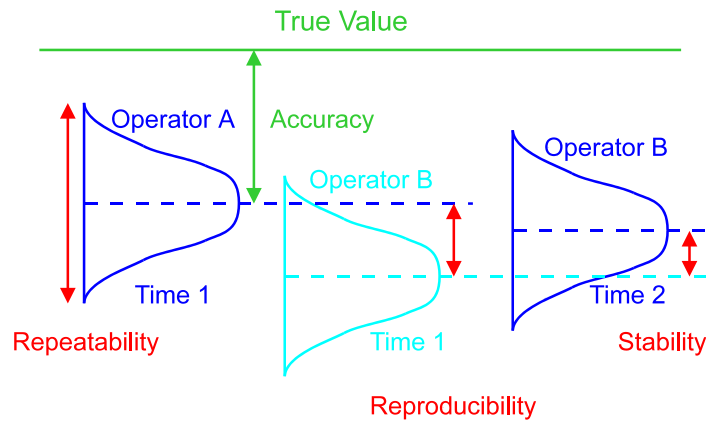 True Value
Operator A
Accuracy
Operator B
Operator B
Time 1
Time 2
Repeatability
Time 1
Stability
Reproducibility